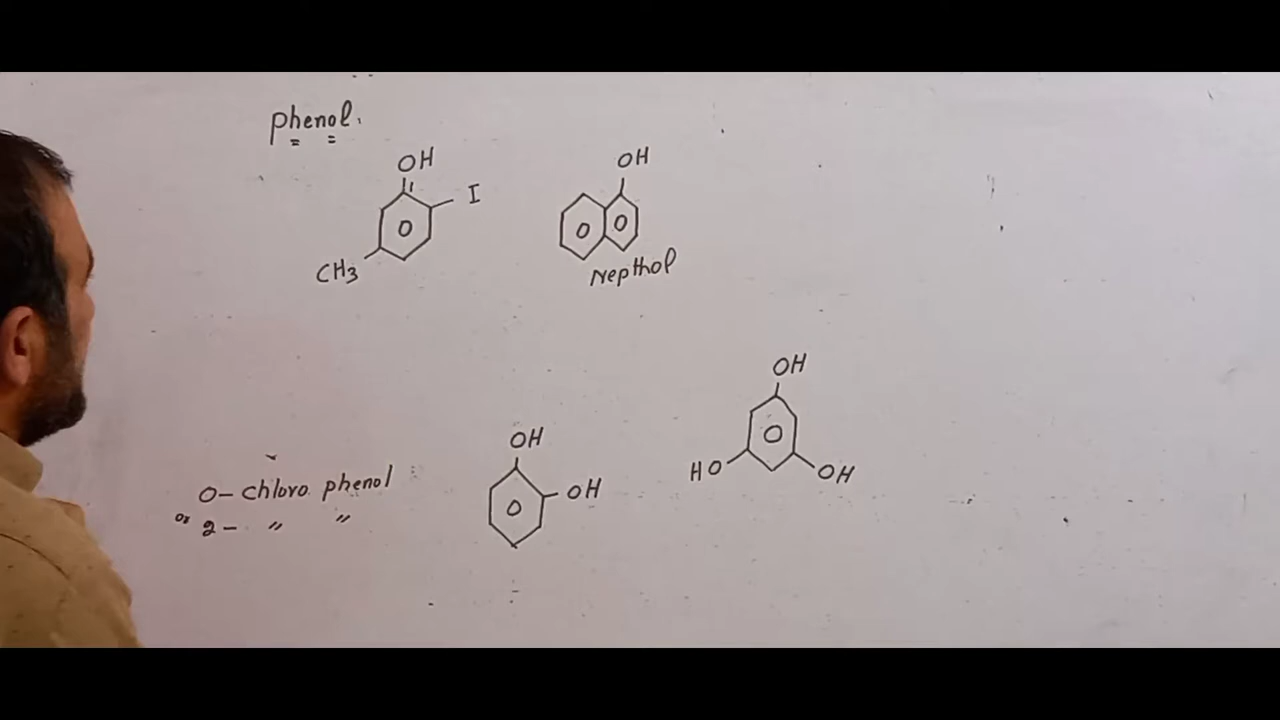 phenol.
OH
I
CH3
OH
Nepthol
O- chloro phenol
or 2- " "
OH
OH
OH
HO
OH